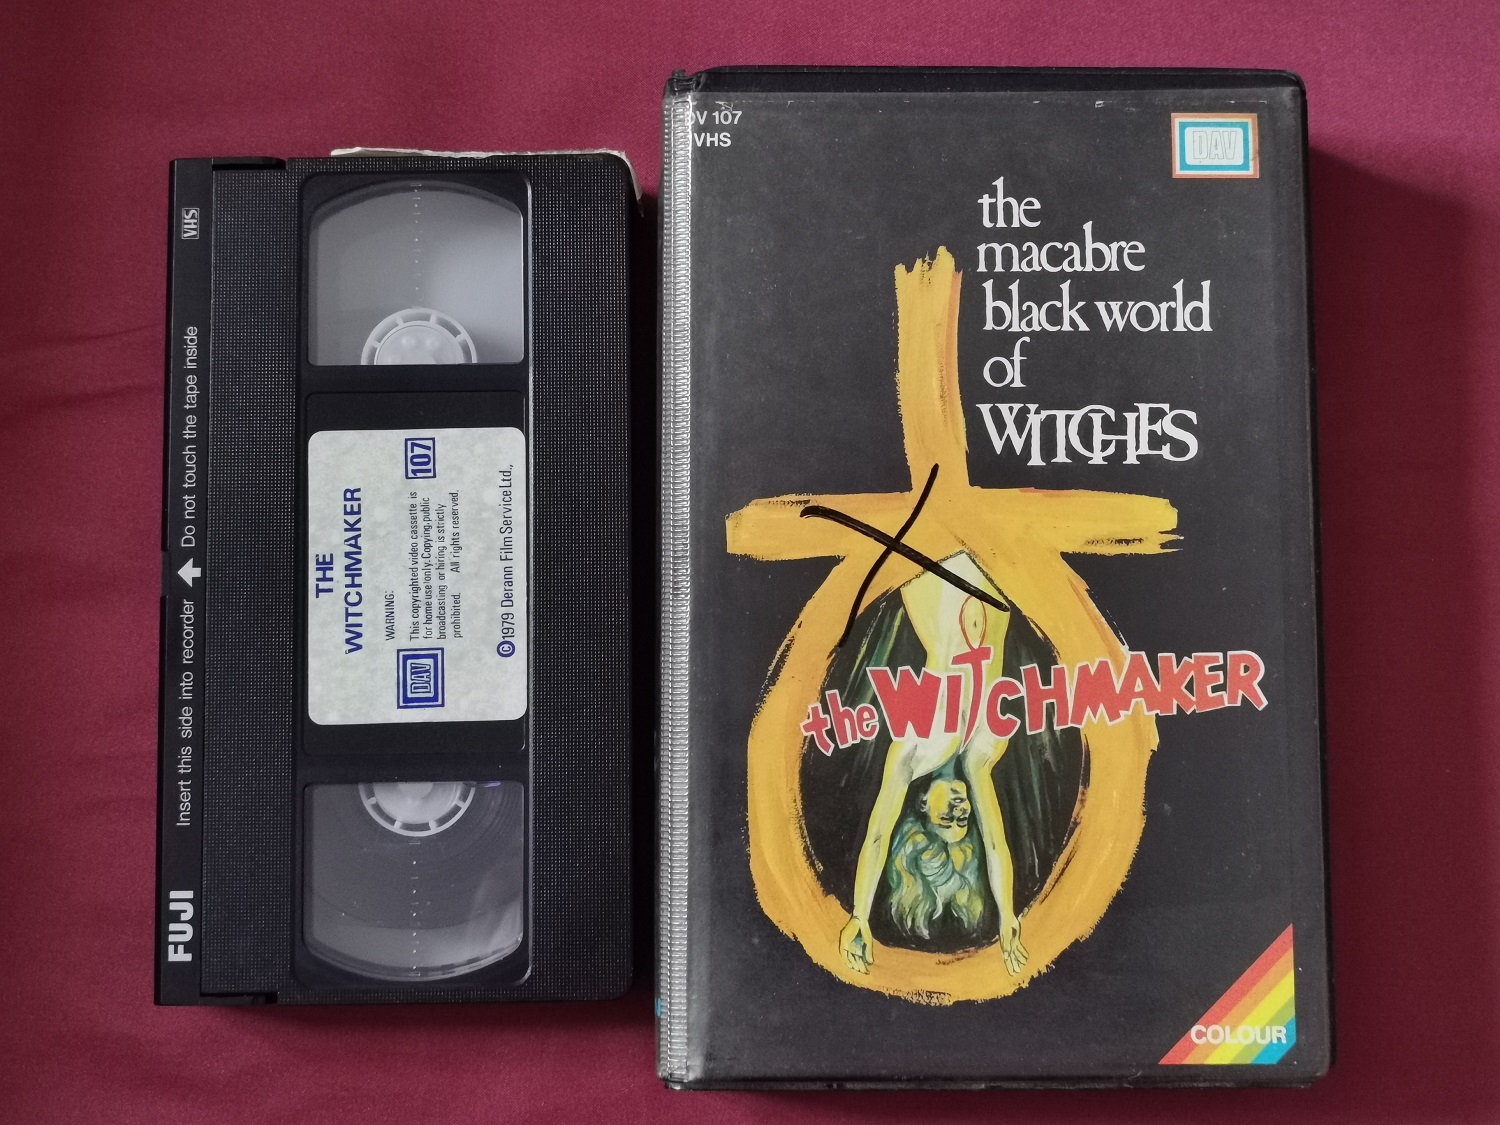 VHS
Insert this side into recorder
Do not touch the tape inside
FUJI
THE
WITCHMAKER
WARNING:
This copyrighted video cassette is
for home use only. Copying, public
broadcasting or hiring is strictly
prohibited. All rights reserved.
DAV
107
©1979 Derann Film Service Ltd.,
DV 107
VHS
DAV
the
macabre
black world
of
WITCHES
the WITCHMAKER
COLOUR